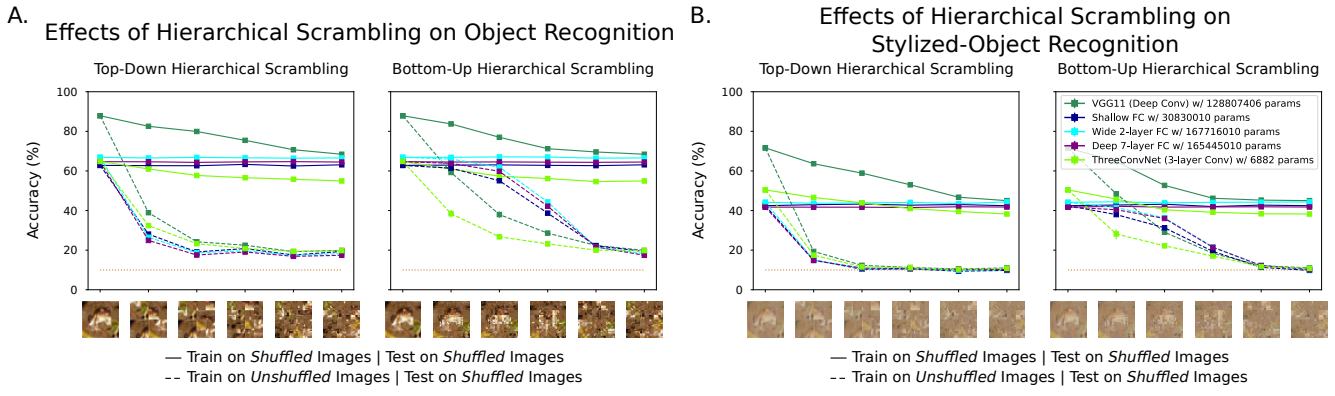 A.
Effects of Hierarchical Scrambling on Object Recognition
Top-Down Hierarchical Scrambling
Bottom-Up Hierarchical Scrambling
100
80
60
40
20
0
Accuracy (%)
— Train on Shuffled Images | Test on Shuffled Images
--- Train on Unshuffled Images | Test on Shuffled Images
B.
Effects of Hierarchical Scrambling on
Stylized-Object Recognition
Top-Down Hierarchical Scrambling
Bottom-Up Hierarchical Scrambling
100
80
60
40
20
0
Accuracy (%)
VGG11 (Deep Conv) w/ 128807406 params
Shallow FC w/ 30830010 params
Wide 2-layer FC w/ 167716010 params
Deep 7-layer FC w/ 165445010 params
ThreeConvNet (3-layer Conv) w/ 6882 params
— Train on Shuffled Images | Test on Shuffled Images
--- Train on Unshuffled Images | Test on Shuffled Images